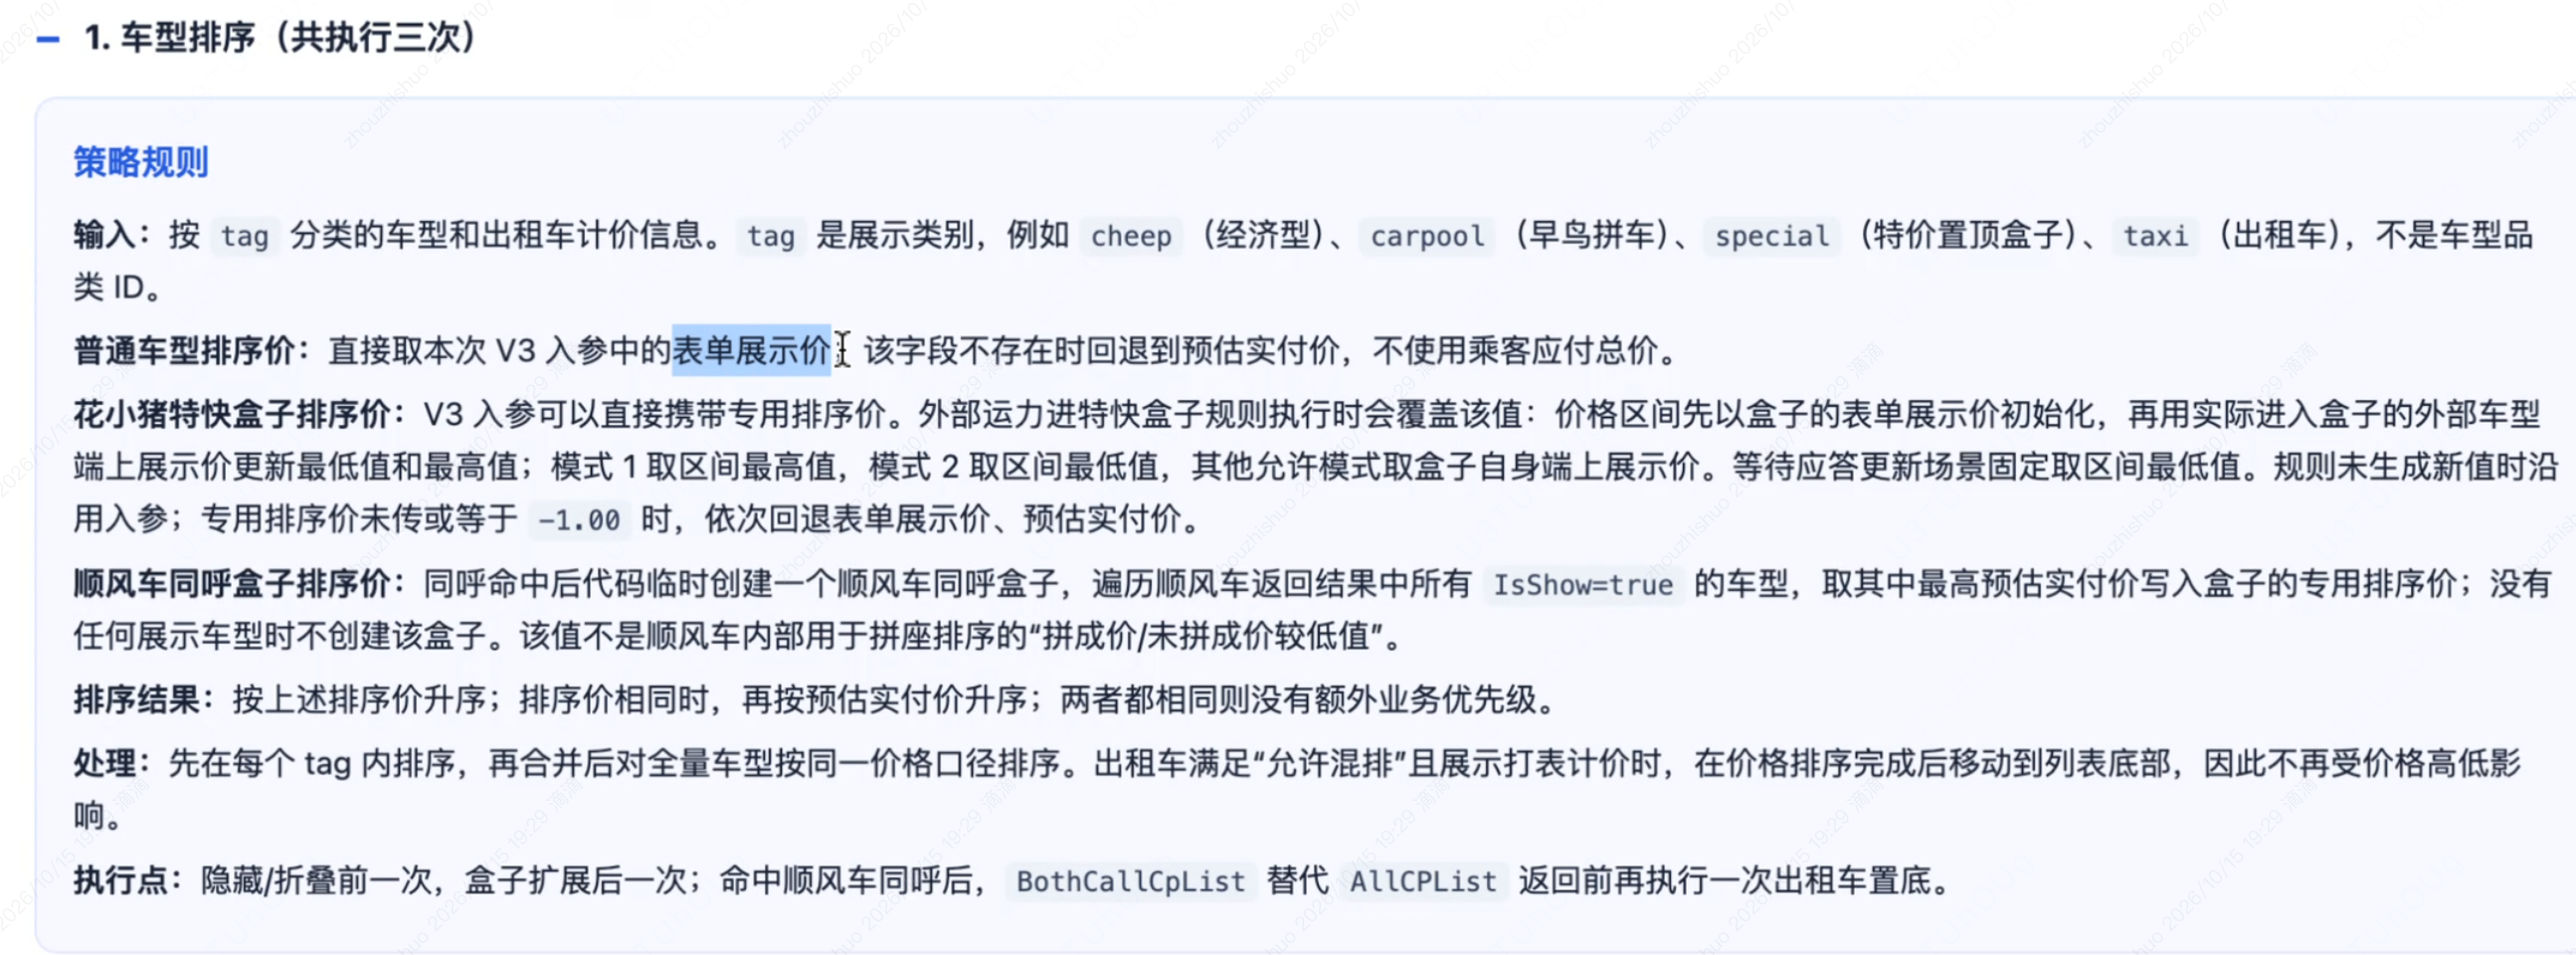 1. 车型排序（共执行三次）
策略规则
输入：按 tag 分类的车型和出租车计价信息。 tag 是展示类别，例如 cheep （经济型）、 carpool （早鸟拼车）、 special （特价置顶盒子）、 taxi （出租车），不是车型品
类 ID。
普通车型排序价：直接取本次 V3 入参中的表单展示价 该字段不存在时回退到预估实付价，不使用乘客应付总价。
花小猪特快盒子排序价：V3 入参可以直接携带专用排序价。外部运力进特快盒子规则执行时会覆盖该值：价格区间先以盒子的表单展示价初始化，再用实际进入盒子的外部车型
端上展示价更新最低值和最高值；模式 1 取区间最高值，模式 2 取区间最低值，其他允许模式取盒子自身端上展示价。等待应答更新场景固定取区间最低值。规则未生成新值时沿
用入参；专用排序价未传或等于 -1.00 时，依次回退表单展示价、预估实付价。
顺风车同呼盒子排序价：同呼命中后代码临时创建一个顺风车同呼盒子，遍历顺风车返回结果中所有 IsShow=true 的车型，取其中最高预估实付价写入盒子的专用排序价；没有
任何展示车型时不创建该盒子。该值不是顺风车内部用于拼座排序的“拼成价/未拼成价较低值”。
排序结果：按上述排序价升序；排序价相同时，再按预估实付价升序；两者都相同则没有额外业务优先级。
处理：先在每个 tag 内排序，再合并后对全量车型按同一价格口径排序。出租车满足“允许混排”且展示打表计价时，在价格排序完成后移动到列表底部，因此不再受价格高低影
响。
执行点：隐藏/折叠前一次，盒子扩展后一次；命中顺风车同呼后， BothCallCpList 替代 AllCPList 返回前再执行一次出租车置底。
zhouzhishuo 2026/10/15 19:29 滴滴